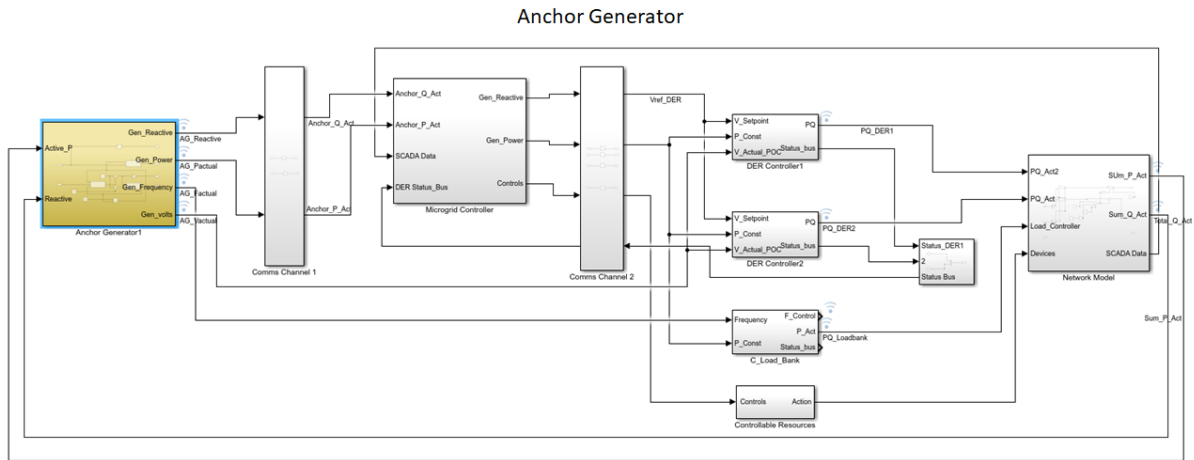 Anchor Generator
Active_P
Reactive
Gen_Reactive
Gen_Power
Gen_Frequency
Gen_volts
Anchor Generator1
AG_Reactive
AG_Pactual
AG_Factual
AG_Vactual
Comms Channel 1
Anchor_Q_Act
Anchor_P_Act
Anchor_Q_Act
Anchor_P_Act
SCADA Data
DER Status_Bus
Gen_Reactive
Gen_Power
Controls
Microgrid Controller
Comms Channel 2
Vref_DER
V_Setpoint
P_Const
V_Actual_POC
PQ
Status_bus
DER Controller1
PQ_DER1
V_Setpoint
P_Const
V_Actual_POC
Status_bus
DER Controller2
PQ_DER2
Status_DER1
2
Status Bus
Frequency
P_Const
F_Control
P_Act
Status_bus
C_Load_Bank
PQ_Loadbank
Controls
Action
Controllable Resources
PQ_Act2
PQ_Act
Load_Controller
Devices
SUm_P_Act
Sum_Q_Act
SCADA Data
Network Model
Total_Q_Act
Sum_P_Act